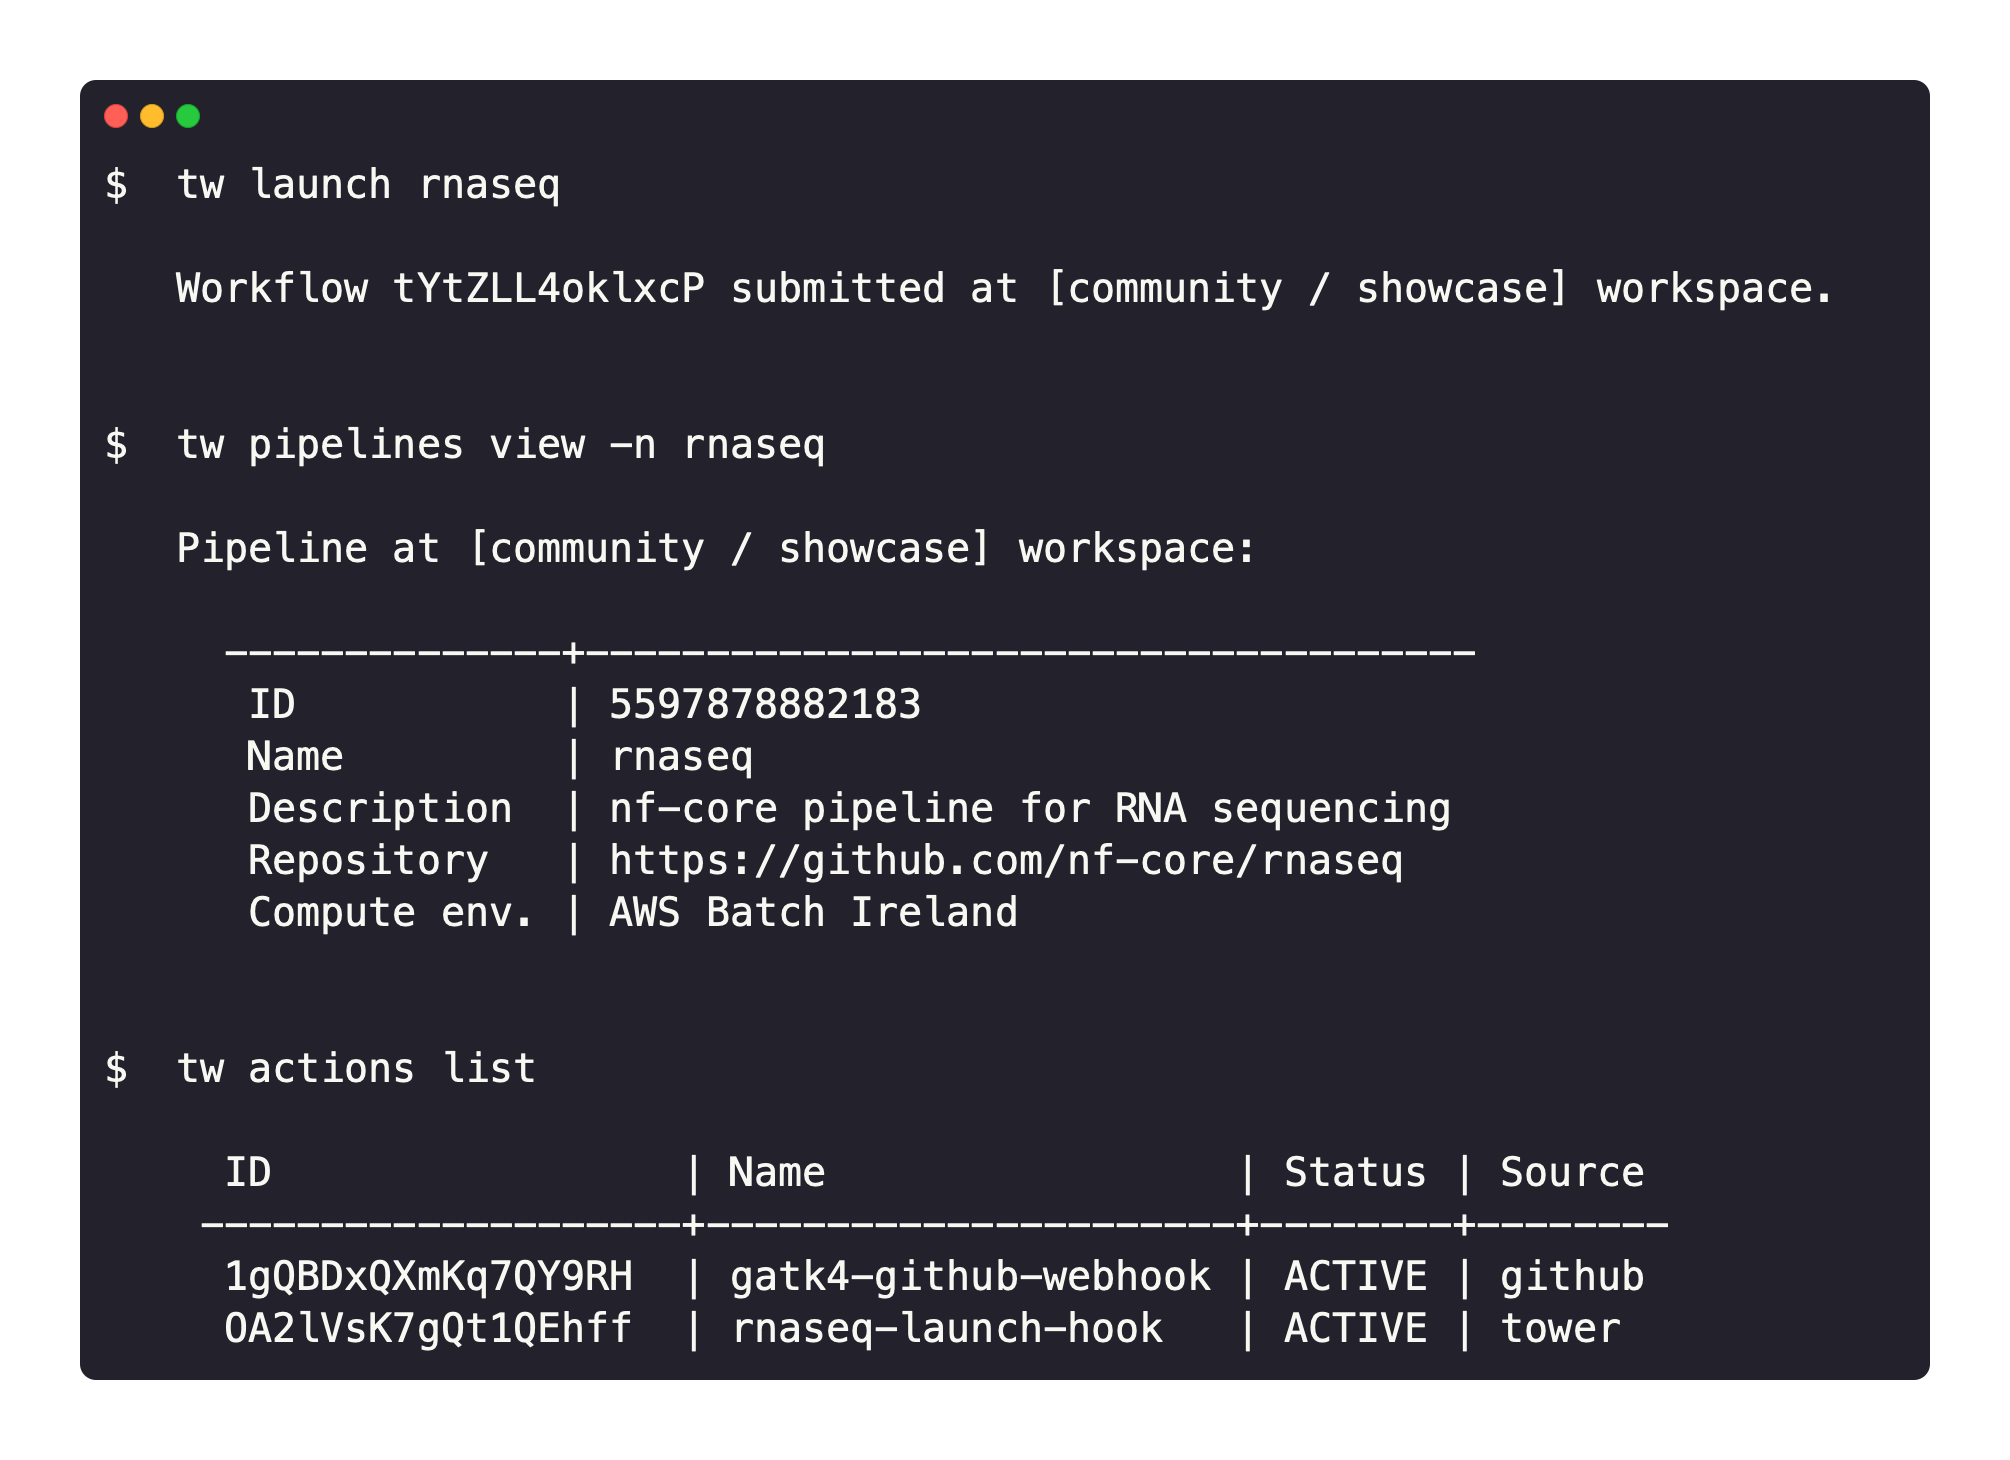 $  tw launch rnaseq
Workflow tYtZLL4oklxcP submitted at [community / showcase] workspace.
$  tw pipelines view -n rnaseq
Pipeline at [community / showcase] workspace:
--------------+-------------------------------------
ID           | 5597878882183
Name         | rnaseq
Description  | nf-core pipeline for RNA sequencing
Repository   | https://github.com/nf-core/rnaseq
Compute env. | AWS Batch Ireland
$  tw actions list
ID                 | Name                 | Status | Source
--------------------+----------------------+--------+--------
1gQBDxQXmKq7QY9RH  | gatk4-github-webhook | ACTIVE | github
OA2lVsK7gQt1QEhff  | rnaseq-launch-hook   | ACTIVE | tower